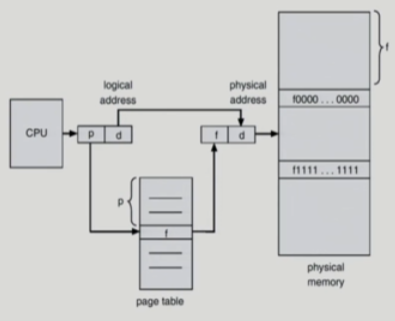 logical
address
physical
address
CPU
p d
f d
f
f0000 . . . 0000
f1111 . . . 1111
p
f
page table
physical
memory